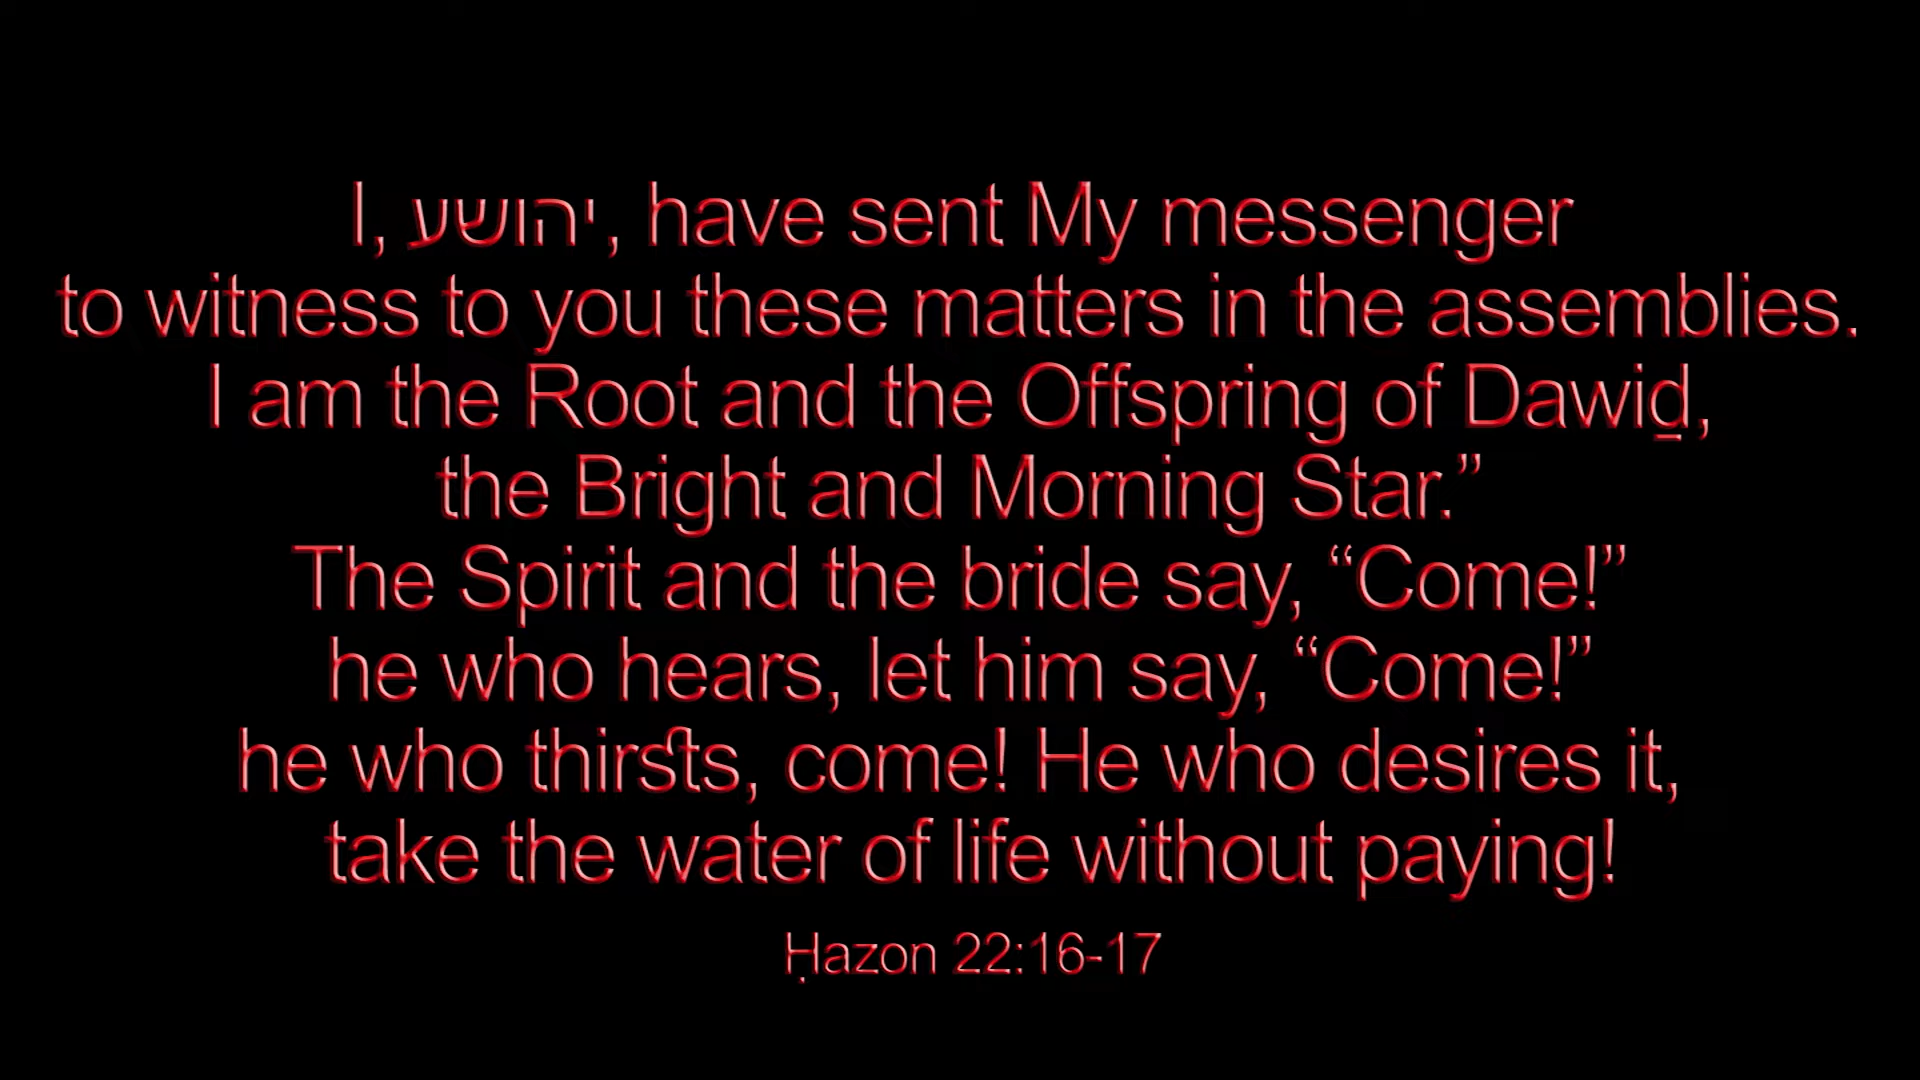 I, יהושע, have sent My messenger
to witness to you these matters in the assemblies.
I am the Root and the Offspring of Dawiḏ,
the Bright and Morning Star.”
The Spirit and the bride say, “Come!”
he who hears, let him say, “Come!”
he who thirsts, come! He who desires it,
take the water of life without paying!
Ḥazon 22:16-17